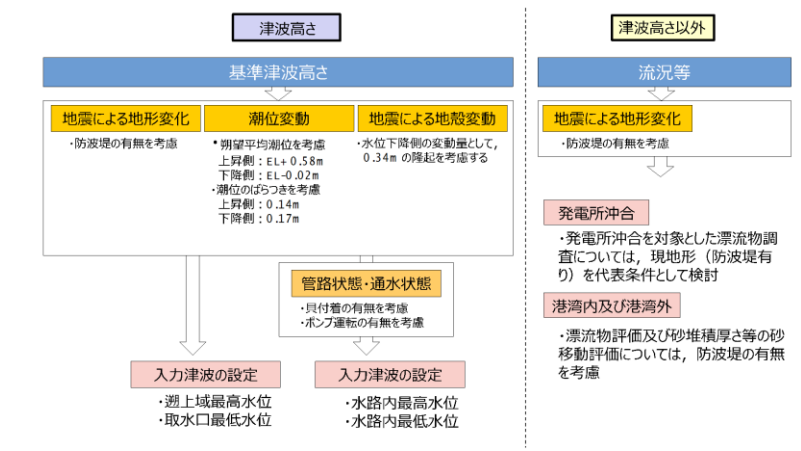 津波高さ
基準津波高さ
地震による地形変化
・防波堤の有無を考慮
潮位変動
・朔望平均潮位を考慮
上昇側：EL+0.58m
下降側：EL-0.02m
・潮位のばらつきを考慮
上昇側：0.14m
下降側：0.17m
地震による地殻変動
・水位下降側の変動量として，
0.34m の隆起を考慮する
管路状態・通水状態
・貝付着の有無を考慮
・ポンプ運転の有無を考慮
入力津波の設定
・遡上域最高水位
・取水口最低水位
入力津波の設定
・水路内最高水位
・水路内最低水位
津波高さ以外
流況等
地震による地形変化
・防波堤の有無を考慮
発電所沖合
・発電所沖合を対象とした漂流物調
査については，現地形（防波堤有
り）を代表条件として検討
港湾内及び港湾外
・漂流物評価及び砂堆積厚さ等の砂
移動評価については，防波堤の有無
を考慮